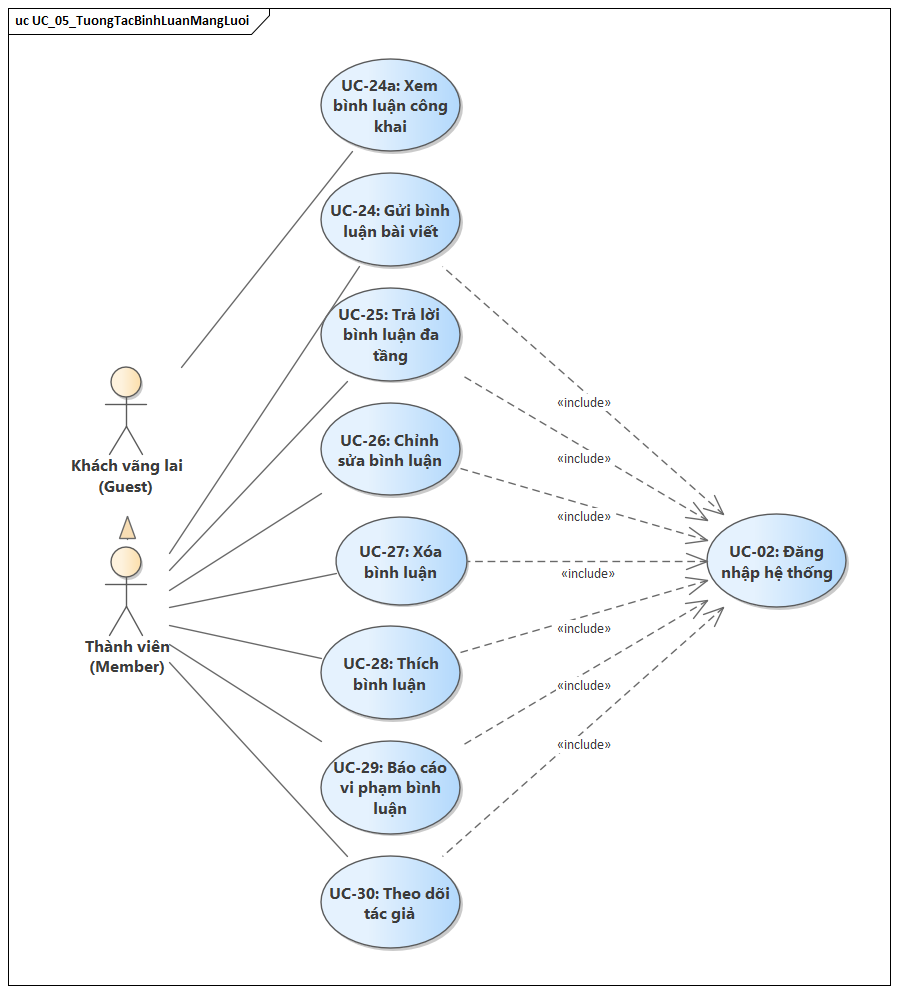 uc UC_05_TuongTacBinhLuanMangLuoi
UC-24a: Xem
bình luận công
khai
UC-24: Gửi bình
luận bài viết
UC-25: Trả lời
bình luận đa
tầng
«include»
Khách vãng lai
(Guest)
UC-26: Chỉnh
sửa bình luận
«include»
«include»
UC-27: Xóa
bình luận
«include»
UC-02: Đăng
nhập hệ thống
Thành viên
(Member)
UC-28: Thích
bình luận
«include»
«include»
UC-29: Báo cáo
vi phạm bình
luận
«include»
UC-30: Theo dõi
tác giả